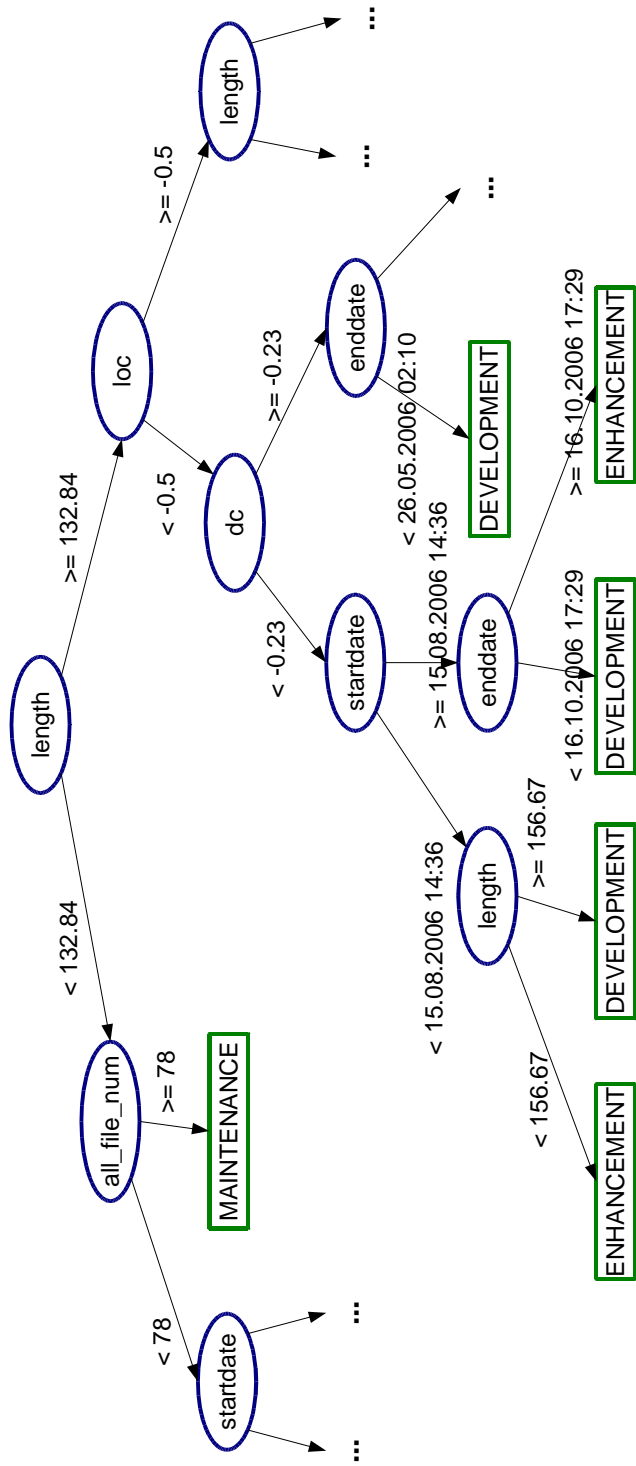 length
< 132.84
>= 132.84
all_file_num
loc
< 78
>= 78
< -0.5
>= -0.5
startdate
MAINTENANCE
dc
length
...
...
< -0.23
>= -0.23
...
...
startdate
enddate
< 15.08.2006 14:36
>= 15.08.2006 14:36
< 26.05.2006 02:10
...
length
enddate
DEVELOPMENT
< 156.67
>= 156.67
< 16.10.2006 17:29
>= 16.10.2006 17:29
ENHANCEMENT
DEVELOPMENT
DEVELOPMENT
ENHANCEMENT